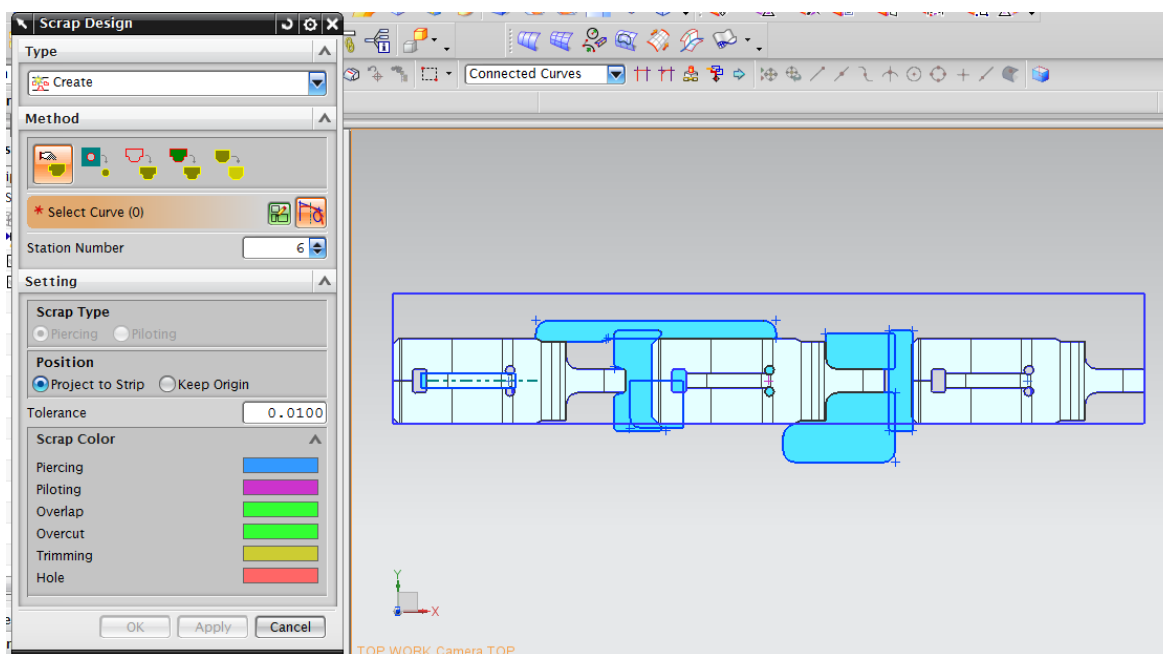 Scrap Design
Type
Create
Method
* Select Curve (0)
Station Number
6
Setting
Scrap Type
Piercing Piloting
Position
Project to Strip Keep Origin
Tolerance
0.0100
Scrap Color
Piercing
Piloting
Overlap
Overcut
Trimming
Hole
OK Apply Cancel
Connected Curves
Y
X
TOP WORK Camera TOP